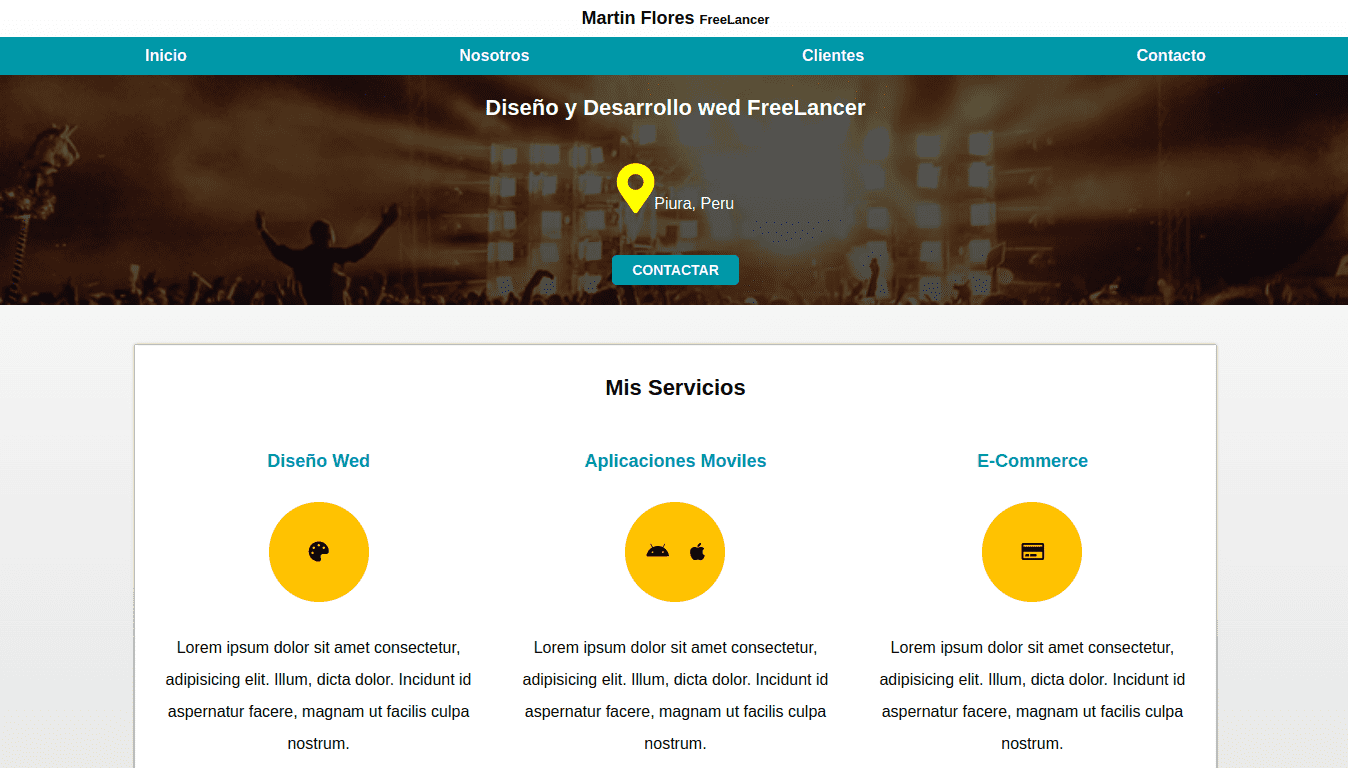 Martin Flores FreeLancer
Inicio Nosotros Clientes Contacto
Diseño y Desarrollo wed FreeLancer
Piura, Peru
CONTACTAR
Mis Servicios
Diseño Wed
Lorem ipsum dolor sit amet consectetur,
adipisicing elit. Illum, dicta dolor. Incidunt id
aspernatur facere, magnam ut facilis culpa
nostrum.
Aplicaciones Moviles
Lorem ipsum dolor sit amet consectetur,
adipisicing elit. Illum, dicta dolor. Incidunt id
aspernatur facere, magnam ut facilis culpa
nostrum.
E-Commerce
Lorem ipsum dolor sit amet consectetur,
adipisicing elit. Illum, dicta dolor. Incidunt id
aspernatur facere, magnam ut facilis culpa
nostrum.